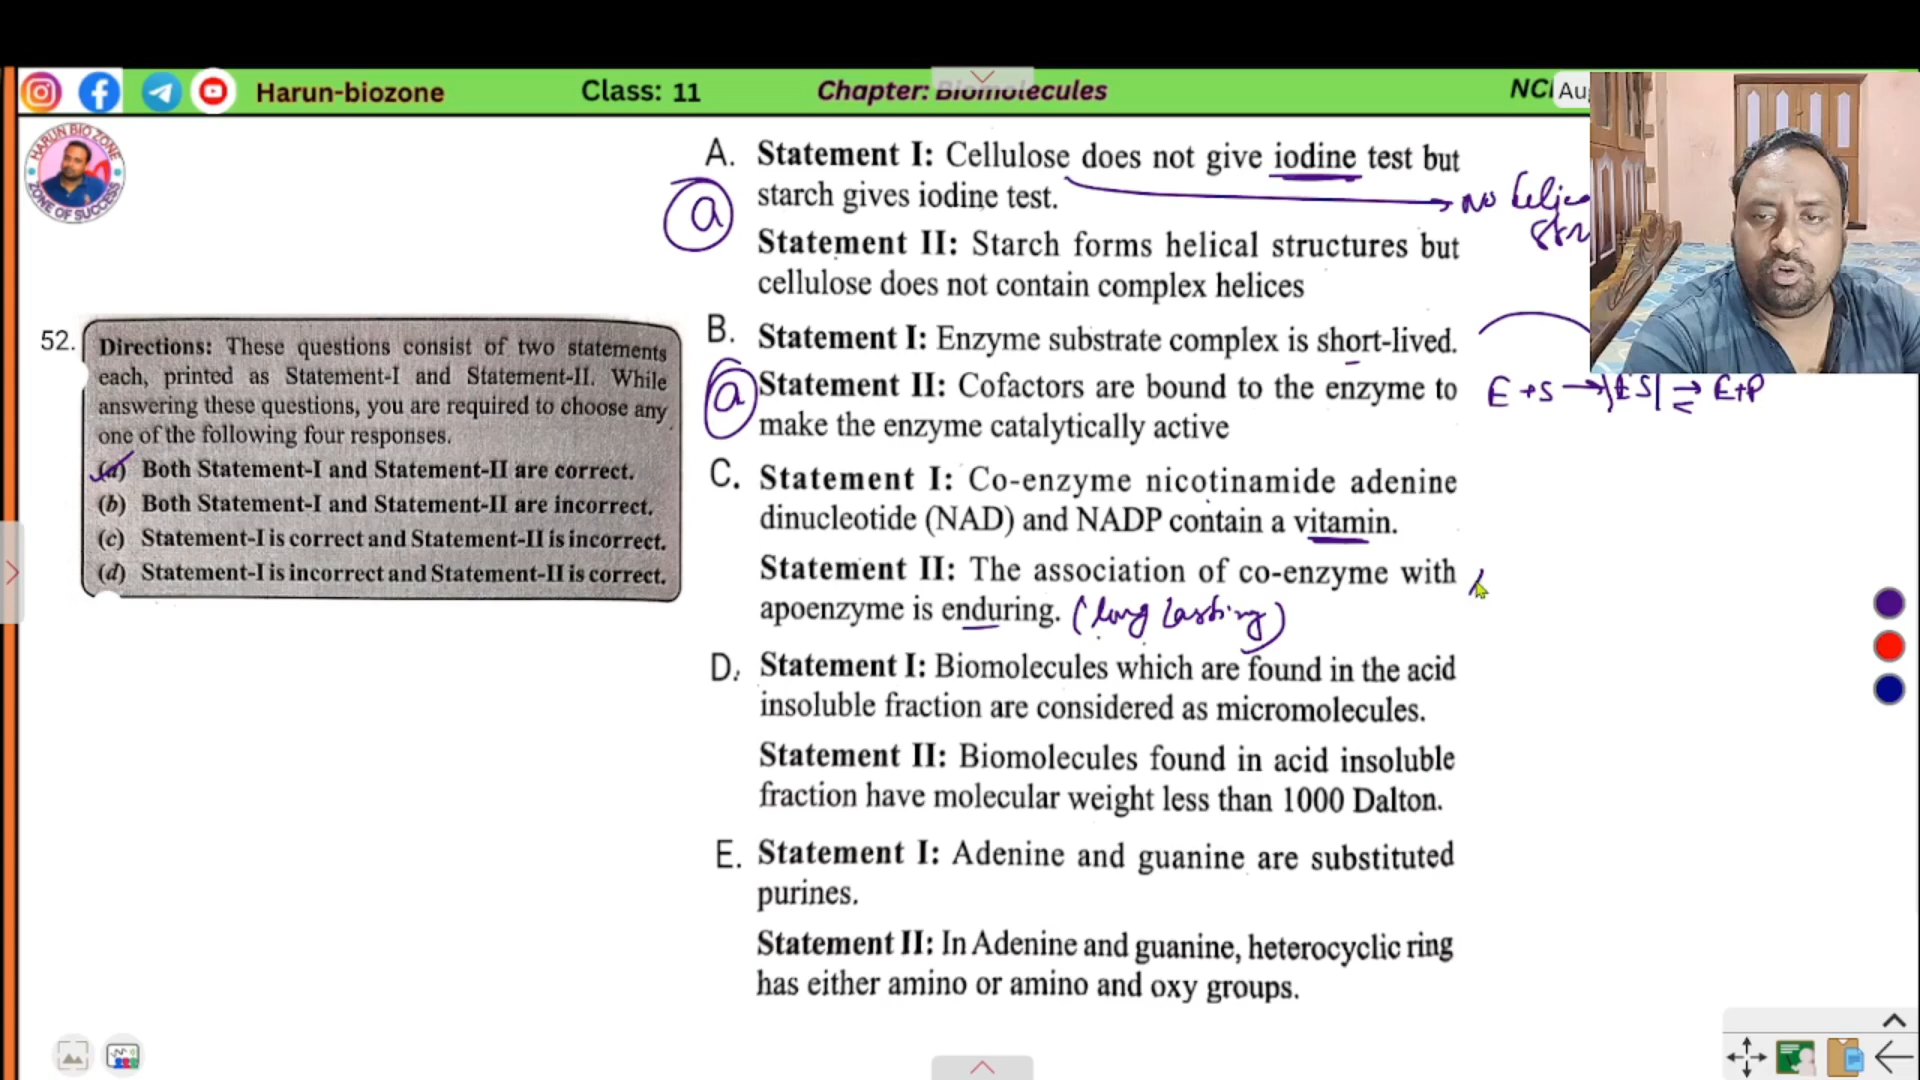 Harun-biozone Class: 11 Chapter: Biomolecules NCI Au
HARUN BIO ZONE
ZONE OF SUCCESS
52.
Directions: These questions consist of two statements
each, printed as Statement-I and Statement-II. While
answering these questions, you are required to choose any
one of the following four responses.
(a) Both Statement-I and Statement-II are correct.
(b) Both Statement-I and Statement-II are incorrect.
(c) Statement-I is correct and Statement-II is incorrect.
(d) Statement-I is incorrect and Statement-II is correct.
A. Statement I: Cellulose does not give iodine test but
starch gives iodine test.
No
a
Statement II: Starch forms helical structures but
cellulose does not contain complex helices
B. Statement I: Enzyme substrate complex is short-lived.
a
Statement II: Cofactors are bound to the enzyme to
make the enzyme catalytically active
E+S → |ES| ⇌ E+P
C. Statement I: Co-enzyme nicotinamide adenine
dinucleotide (NAD) and NADP contain a vitamin.
Statement II: The association of co-enzyme with
apoenzyme is enduring. (long lasting)
D. Statement I: Biomolecules which are found in the acid
insoluble fraction are considered as micromolecules.
Statement II: Biomolecules found in acid insoluble
fraction have molecular weight less than 1000 Dalton.
E. Statement I: Adenine and guanine are substituted
purines.
Statement II: In Adenine and guanine, heterocyclic ring
has either amino or amino and oxy groups.